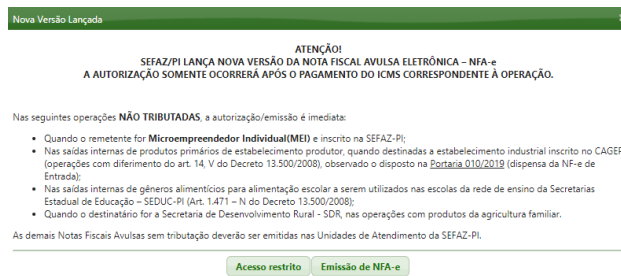 Nova Versão Lançada
ATENÇÃO!
SEFAZ/PI LANÇA NOVA VERSÃO DA NOTA FISCAL AVULSA ELETRÔNICA – NFA-e
A AUTORIZAÇÃO SOMENTE OCORRERÁ APÓS O PAGAMENTO DO ICMS CORRESPONDENTE À OPERAÇÃO.
Nas seguintes operações NÃO TRIBUTADAS, a autorização/emissão é imediata:
• Quando o remetente for Microempreendedor Individual(MEI) e inscrito na SEFAZ-PI;
• Nas saídas internas de produtos primários de estabelecimento produtor, quando destinadas a estabelecimento industrial inscrito no CAGEP
(operações com diferimento do art. 14, V do Decreto 13.500/2008), observado o disposto na Portaria 010/2019 (dispensa da NF-e de
Entrada);
• Nas saídas internas de gêneros alimentícios para alimentação escolar a serem utilizados nas escolas da rede de ensino da Secretarias
Estadual de Educação – SEDUC-PI (Art. 1.471 – N do Decreto 13.500/2008);
• Quando o destinatário for a Secretaria de Desenvolvimento Rural - SDR, nas operações com produtos da agricultura familiar.
As demais Notas Fiscais Avulsas sem tributação deverão ser emitidas nas Unidades de Atendimento da SEFAZ-PI.
Acesso restrito Emissão de NFA-e